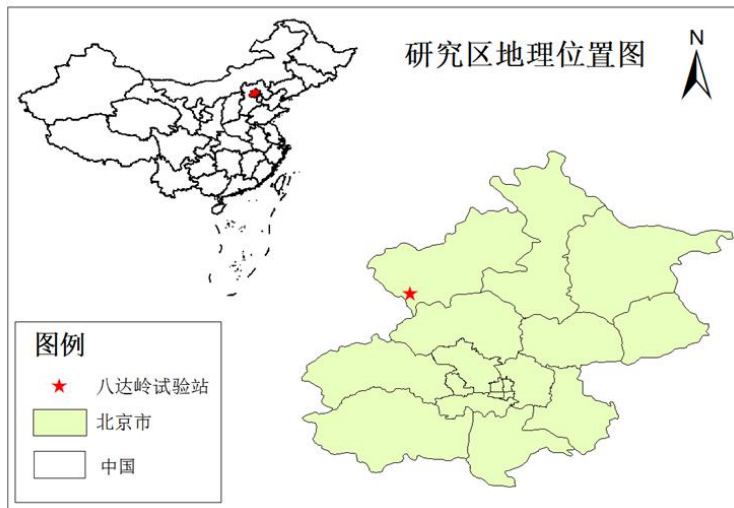 研究区地理位置图
N
图例
八达岭试验站
北京市
中国